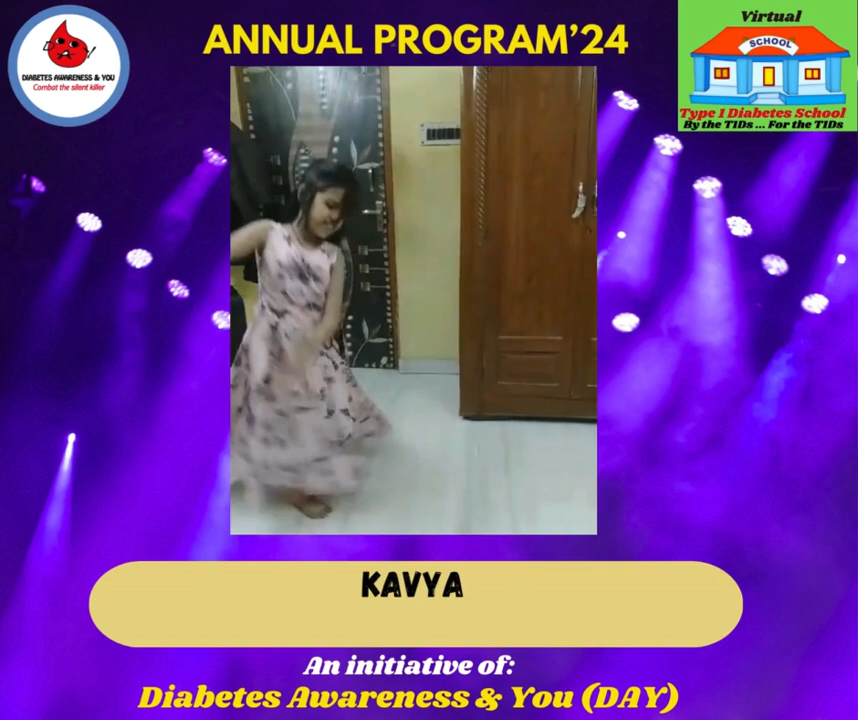 ANNUAL PROGRAM'24
DIABETES AWARENESS & YOU
Combat the silent killer
Virtual
SCHOOL
Type 1 Diabetes School
By the T1Ds ... For the T1Ds
KAVYA
An initiative of:
Diabetes Awareness & You (DAY)